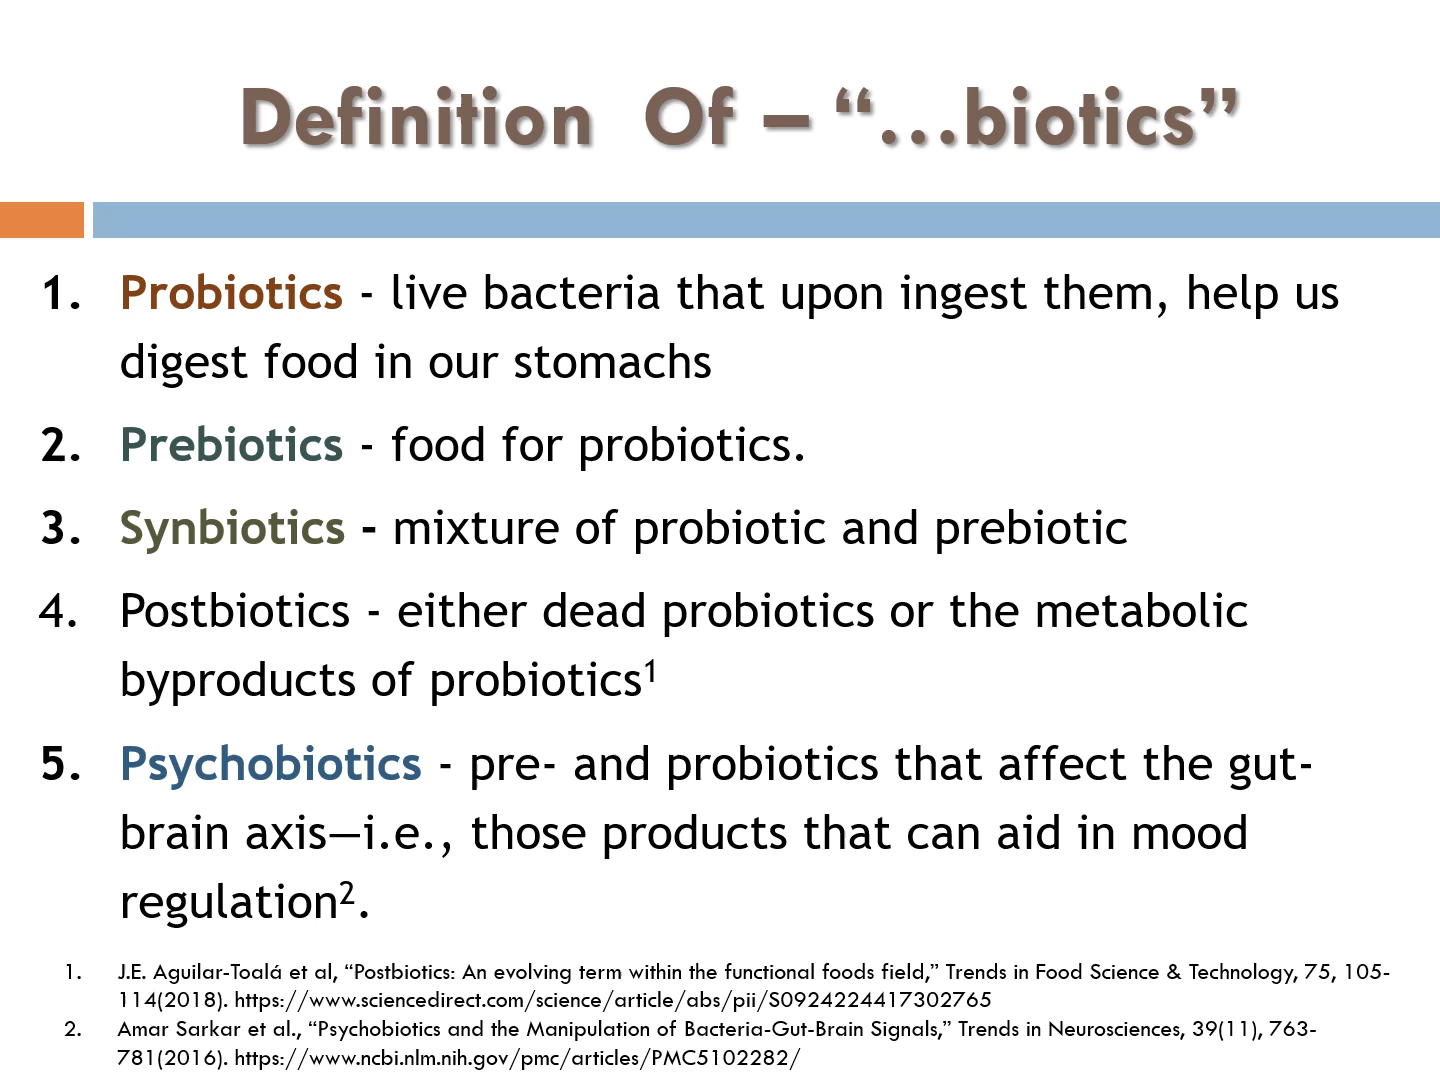 Definition Of – “...biotics”
1. Probiotics - live bacteria that upon ingest them, help us
digest food in our stomachs
2. Prebiotics - food for probiotics.
3. Synbiotics - mixture of probiotic and prebiotic
4. Postbiotics - either dead probiotics or the metabolic
byproducts of probiotics1
5. Psychobiotics - pre- and probiotics that affect the gut-
brain axis—i.e., those products that can aid in mood
regulation2.
1. J.E. Aguilar-Toalá et al, “Postbiotics: An evolving term within the functional foods field,” Trends in Food Science & Technology, 75, 105-
114(2018). https://www.sciencedirect.com/science/article/abs/pii/S0924224417302765
2. Amar Sarkar et al., “Psychobiotics and the Manipulation of Bacteria-Gut-Brain Signals,” Trends in Neurosciences, 39(11), 763-
781(2016). https://www.ncbi.nlm.nih.gov/pmc/articles/PMC5102282/